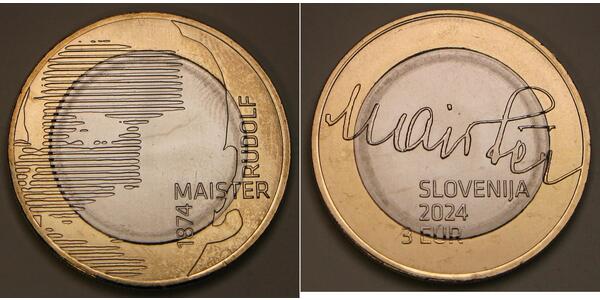 MAISTER
RUDOLF
1874
Maister
SLOVENIJA
2024
3 EUR